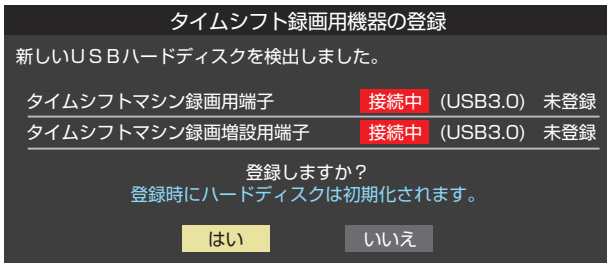 タイムシフト録画用機器の登録
新しいUSBハードディスクを検出しました。
タイムシフトマシン録画用端子 接続中 (USB3.0) 未登録
タイムシフトマシン録画増設用端子 接続中 (USB3.0) 未登録
登録しますか？
登録時にハードディスクは初期化されます。
はい いいえ